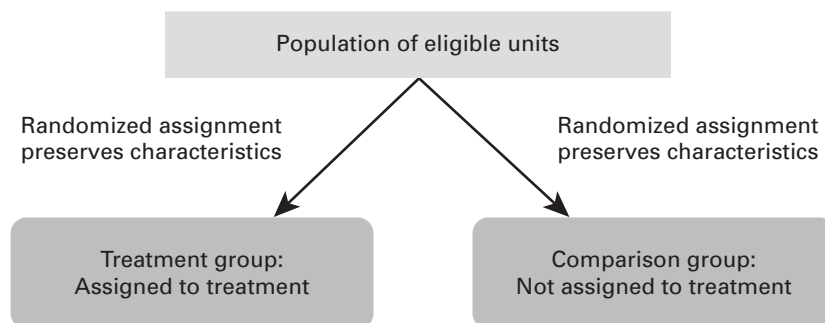 Population of eligible units
Randomized assignment
preserves characteristics
Randomized assignment
preserves characteristics
Treatment group:
Assigned to treatment
Comparison group:
Not assigned to treatment